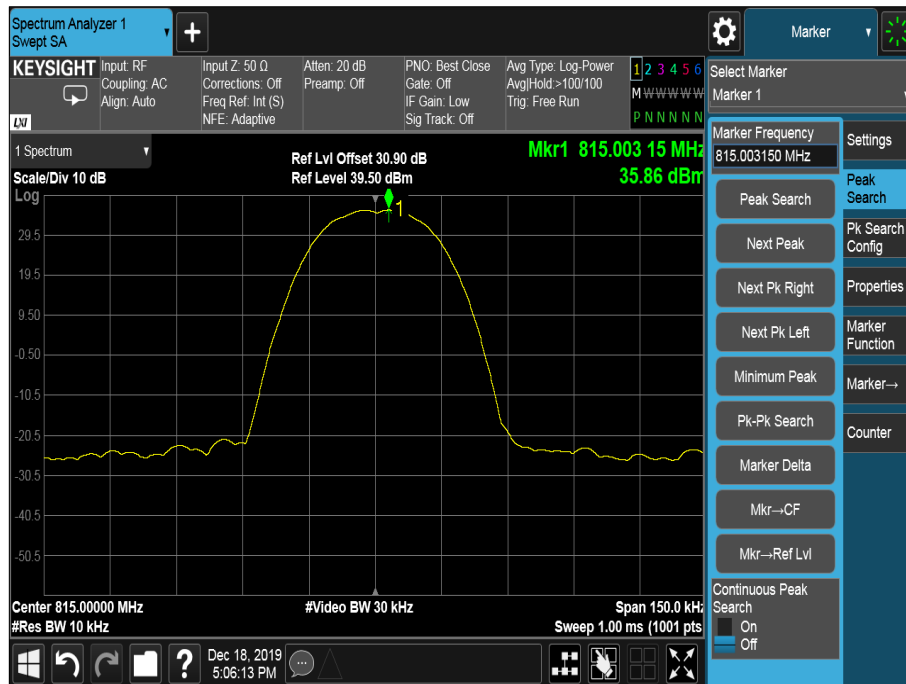 Spectrum Analyzer 1
Swept SA
+
Marker
KEYSIGHT
Input: RF
Coupling: AC
Align: Auto
LXI
Input Z: 50 Ω
Corrections: Off
Freq Ref: Int (S)
NFE: Adaptive
Atten: 20 dB
Preamp: Off
PNO: Best Close
Gate: Off
IF Gain: Low
Sig Track: Off
Avg Type: Log-Power
Avg|Hold:>100/100
Trig: Free Run
1 2 3 4 5 6
M W W W W W
P N N N N N
Select Marker
Marker 1
1 Spectrum
Scale/Div 10 dB
Log
Ref Lvl Offset 30.90 dB
Ref Level 39.50 dBm
Mkr1 815.003 15 MHz
35.86 dBm
1
29.5
19.5
9.50
-0.50
-10.5
-20.5
-30.5
-40.5
-50.5
Center 815.00000 MHz
#Res BW 10 kHz
#Video BW 30 kHz
Span 150.0 kHz
Sweep 1.00 ms (1001 pts
Marker Frequency
815.003150 MHz
Peak Search
Next Peak
Next Pk Right
Next Pk Left
Minimum Peak
Pk-Pk Search
Marker Delta
Mkr→CF
Mkr→Ref Lvl
Continuous Peak
Search
On
Off
Settings
Peak
Search
Pk Search
Config
Properties
Marker
Function
Marker→
Counter
?
Dec 18, 2019
5:06:13 PM